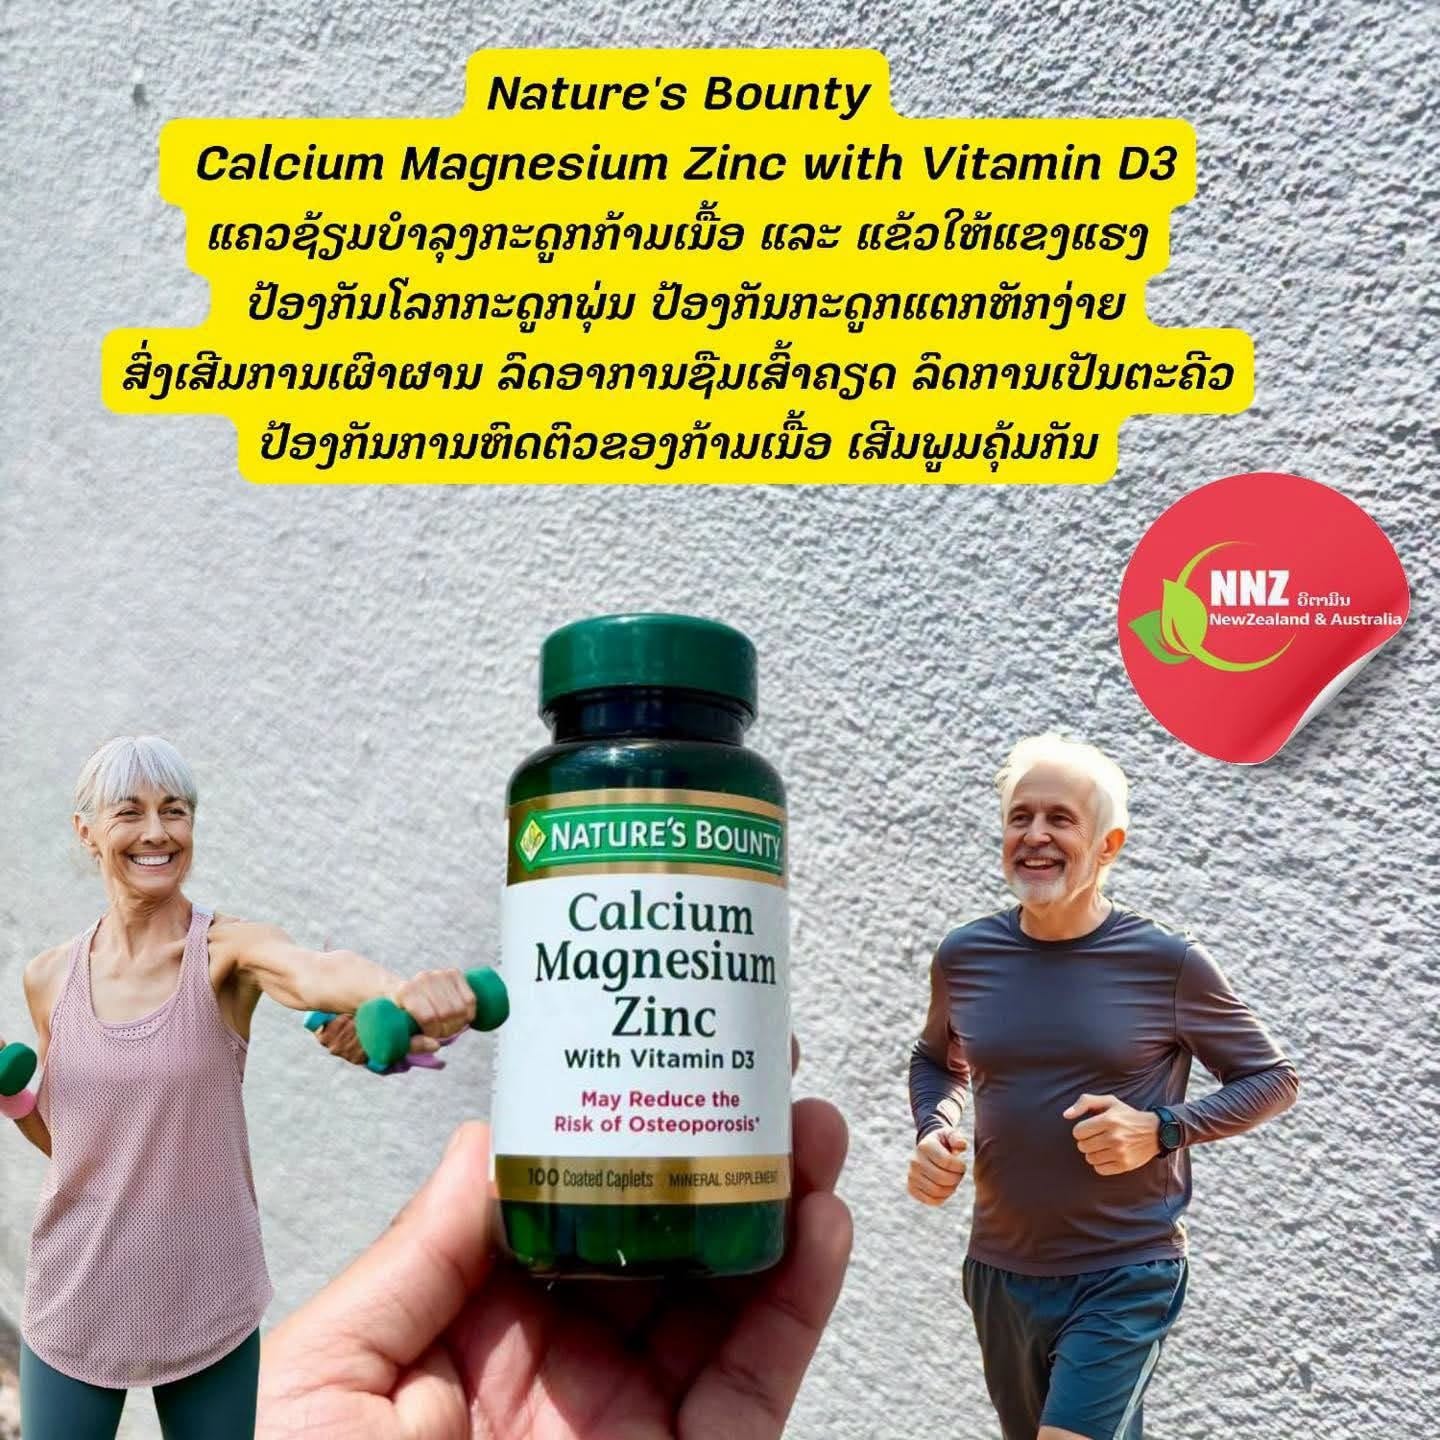 Nature's Bounty
Calcium Magnesium Zinc with Vitamin D3
ແຄວຊ້ຽມບຳລຸງກະດູກກ້າມເນື້ອ ແລະ ແຂ້ວໃຫ້ແຂງແຮງ
ປ້ອງກັນໂລກກະດູກພຸ່ນ ປ້ອງກັນກະດູກແຕກຫັກງ່າຍ
ສົ່ງເສີມການເຜົາຜານ ລົດອາການຊືມເສົ້າຄຽດ ລົດການເປັນຕະຄີວ
ປ້ອງກັນການຫົດຕົວຂອງກ້າມເນື້ອ ເສີມພູມຄຸ້ມກັນ
NNZ ວິຕາມິນ
NewZealand & Australia
NATURE'S BOUNTY
Calcium
Magnesium
Zinc
With Vitamin D3
May Reduce the
Risk of Osteoporosis*
100 Coated Caplets MINERAL SUPPLEMENT